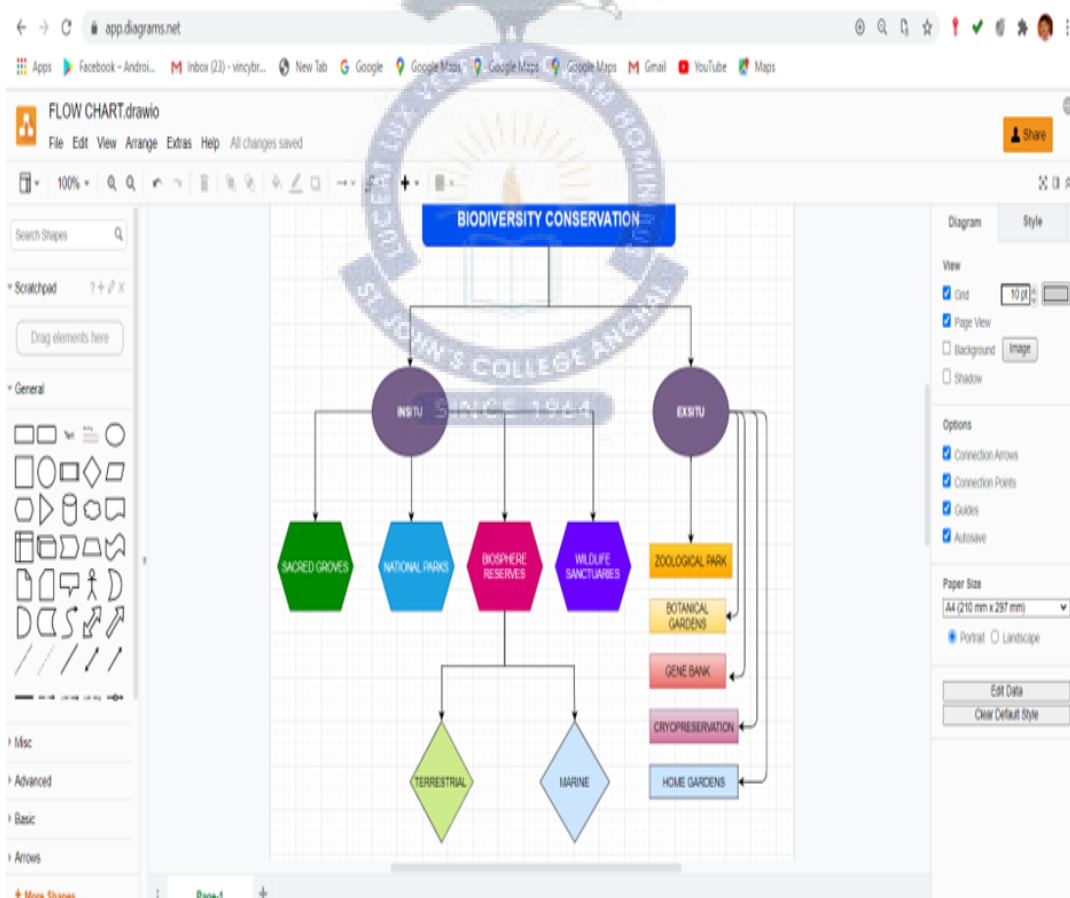 app.diagrams.net
Apps Facebook – Androi... Inbox (23) - vincybr... New Tab Google Google Maps Google Maps Google Maps Gmail YouTube Maps
FLOW CHART.drawio
File Edit View Arrange Extras Help All changes saved
Share
100%
Search Shapes
Scratchpad
Drag elements here
General
Text
Misc
Advanced
Basic
Arrows
+ More Shapes
LUCEAT LUX VESTRA
HOMINIBUS
ST. JOHN'S COLLEGE ANCHAL
SINCE 1964
BIODIVERSITY CONSERVATION
INSITU
EXSITU
SACRED GROVES
NATIONAL PARKS
BIOSPHERE
RESERVES
WILDLIFE
SANCTUARIES
ZOOLOGICAL PARK
BOTANICAL
GARDENS
GENE BANK
CRYOPRESERVATION
HOME GARDENS
TERRESTRIAL
MARINE
Page-1
Diagram Style
View
Grid 10 pt
Page View
Background Image
Shadow
Options
Connection Arrows
Connection Points
Guides
Autosave
Paper Size
A4 (210 mm x 297 mm)
Portrait Landscape
Edit Data
Clear Default Style